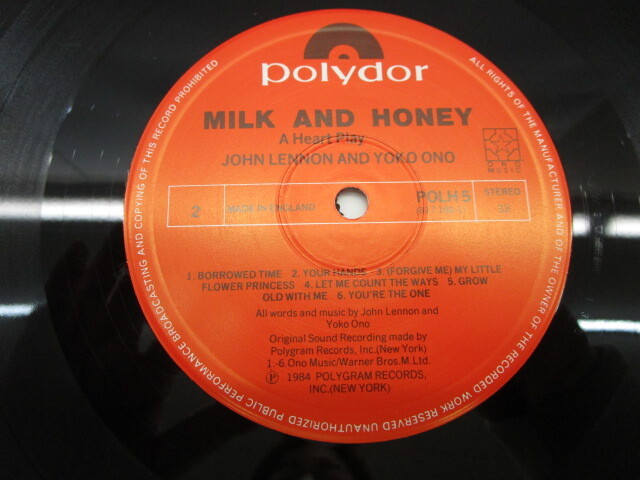 polydor
MILK AND HONEY
A Heart Play
JOHN LENNON AND YOKO ONO
ONO
MUSIC
2
MADE IN ENGLAND
POLH 5
STEREO
33
1. BORROWED TIME 2. YOUR HANDS 3. (FORGIVE ME) MY LITTLE
FLOWER PRINCESS 4. LET ME COUNT THE WAYS 5. GROW
OLD WITH ME 6. YOU'RE THE ONE
All words and music by John Lennon and
Yoko Ono
Original Sound Recording made by
Polygram Records, Inc.(New York)
1.-6 Ono Music/Warner Bros.M.Ltd.
℗ 1984 POLYGRAM RECORDS,
INC.(NEW YORK)
ALL RIGHTS OF THE MANUFACTURER AND OF THE OWNER OF THE RECORDED WORK RESERVED UNAUTHORIZED PUBLIC PERFORMANCE BROADCASTING AND COPYING OF THIS RECORD PROHIBITED